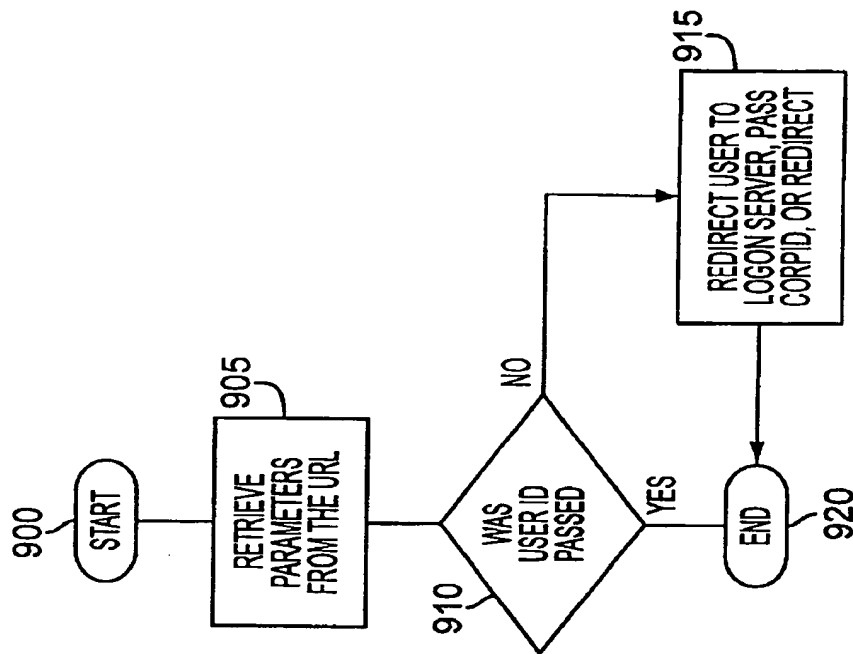 900
START
905
RETRIEVE
PARAMETERS
FROM THE URL
910
WAS
USER ID
PASSED
NO
YES
915
REDIRECT USER TO
LOGON SERVER, PASS
CORPID, OR REDIRECT
END
920